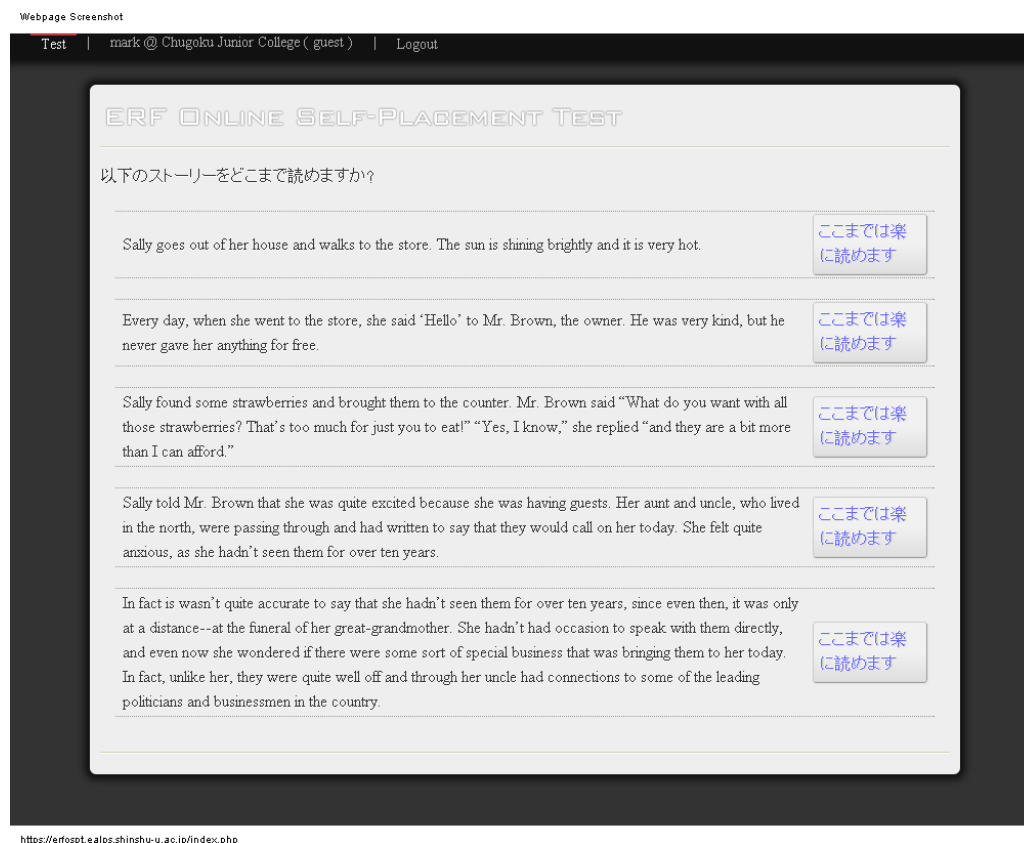 Webpage Screenshot
Test | mark @ Chugoku Junior College ( guest ) | Logout
ERF Online Self-Placement Test
以下のストーリーをどこまで読めますか?
Sally goes out of her house and walks to the store. The sun is shining brightly and it is very hot.
ここまでは楽
に読めます
Every day, when she went to the store, she said ‘Hello’ to Mr. Brown, the owner. He was very kind, but he
never gave her anything for free.
ここまでは楽
に読めます
Sally found some strawberries and brought them to the counter. Mr. Brown said “What do you want with all
those strawberries? That’s too much for just you to eat!” “Yes, I know,” she replied “and they are a bit more
than I can afford.”
ここまでは楽
に読めます
Sally told Mr. Brown that she was quite excited because she was having guests. Her aunt and uncle, who lived
in the north, were passing through and had written to say that they would call on her today. She felt quite
anxious, as she hadn’t seen them for over ten years.
ここまでは楽
に読めます
In fact is wasn’t quite accurate to say that she hadn’t seen them for over ten years, since even then, it was only
at a distance--at the funeral of her great-grandmother. She hadn’t had occasion to speak with them directly,
and even now she wondered if there were some sort of special business that was bringing them to her today.
In fact, unlike her, they were quite well off and through her uncle had connections to some of the leading
politicians and businessmen in the country.
ここまでは楽
に読めます
https://erfospt.ealps.shinshu-u.ac.jp/index.php